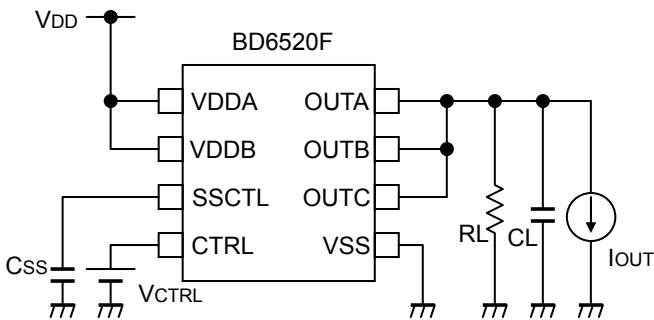 VDD
BD6520F
VDDA OUTA
VDDB OUTB
SSCTL OUTC
CTRL VSS
CSS
VCTRL
RL
CL
IOUT